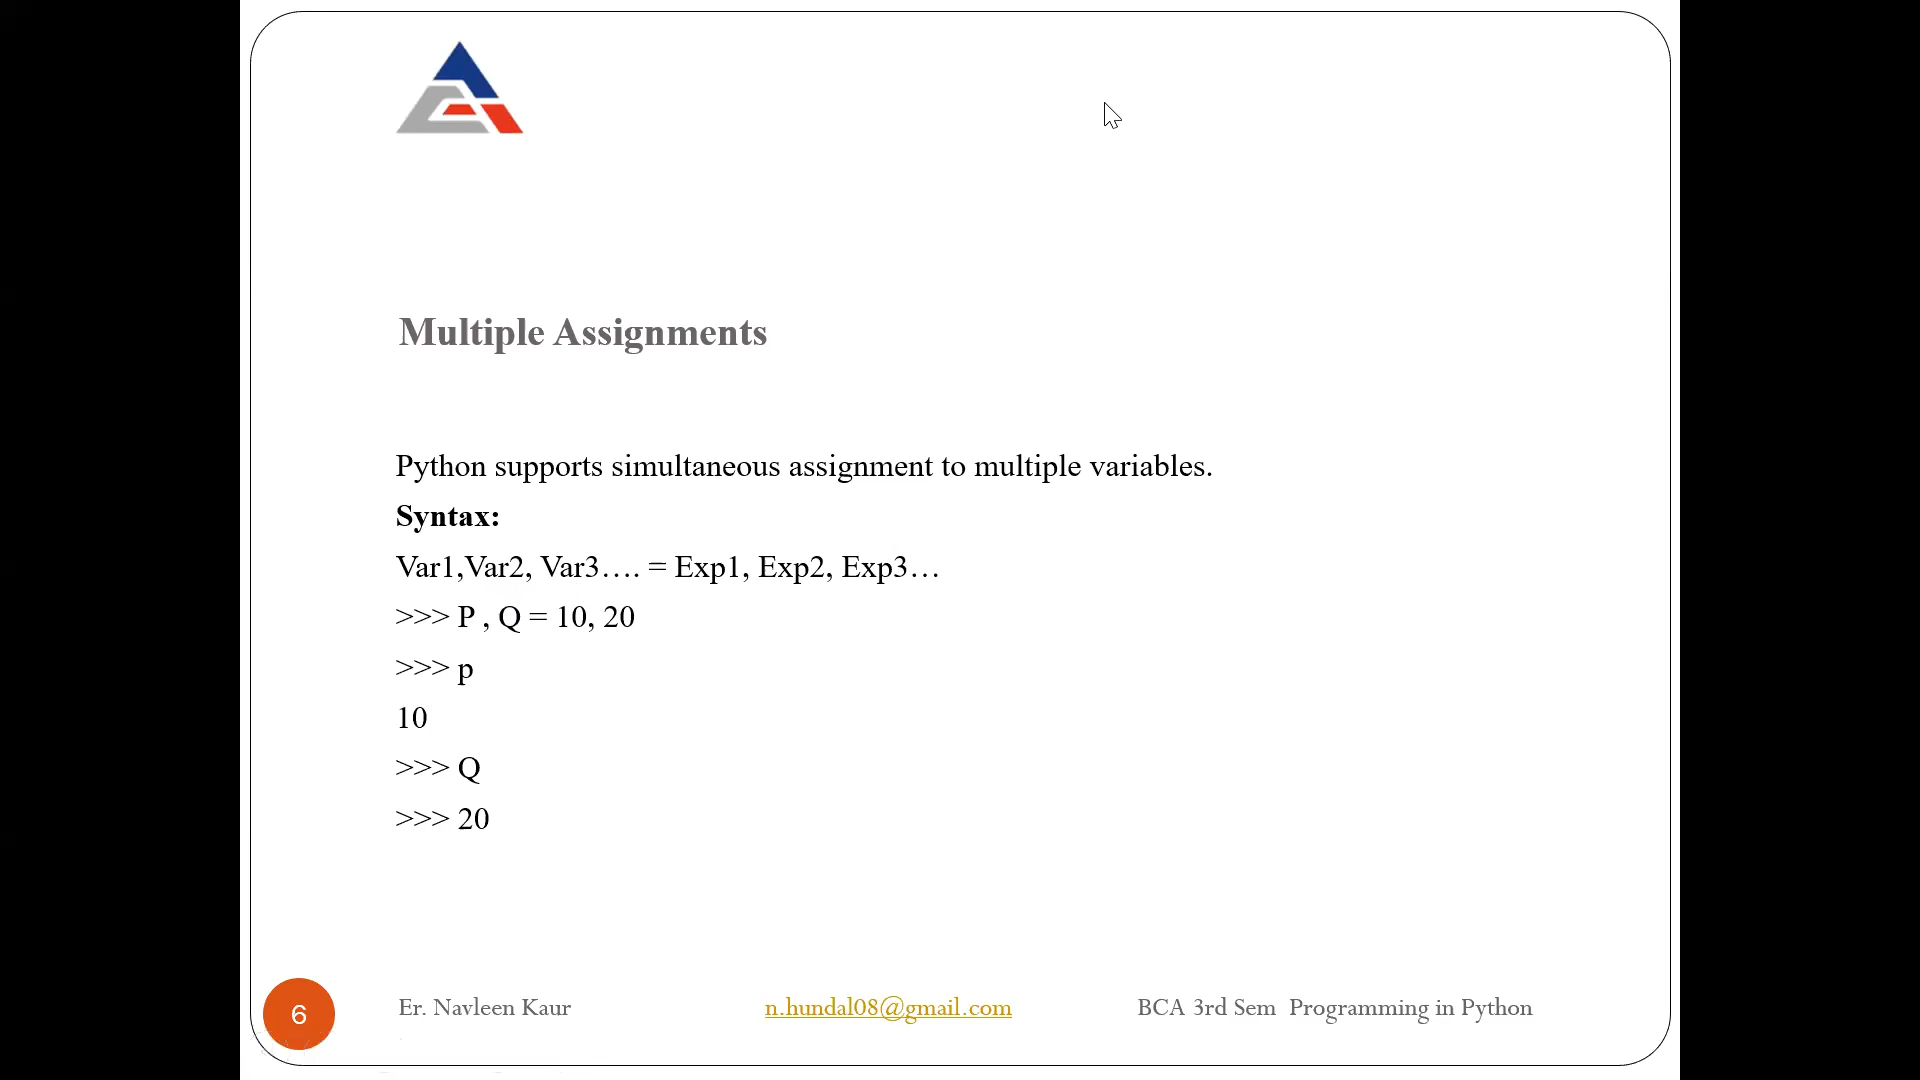 Multiple Assignments
Python supports simultaneous assignment to multiple variables.
Syntax:
Var1,Var2, Var3…. = Exp1, Exp2, Exp3…
>>> P , Q = 10, 20
>>> p
10
>>> Q
>>> 20
6 Er. Navleen Kaur n.hundal08@gmail.com BCA 3rd Sem Programming in Python